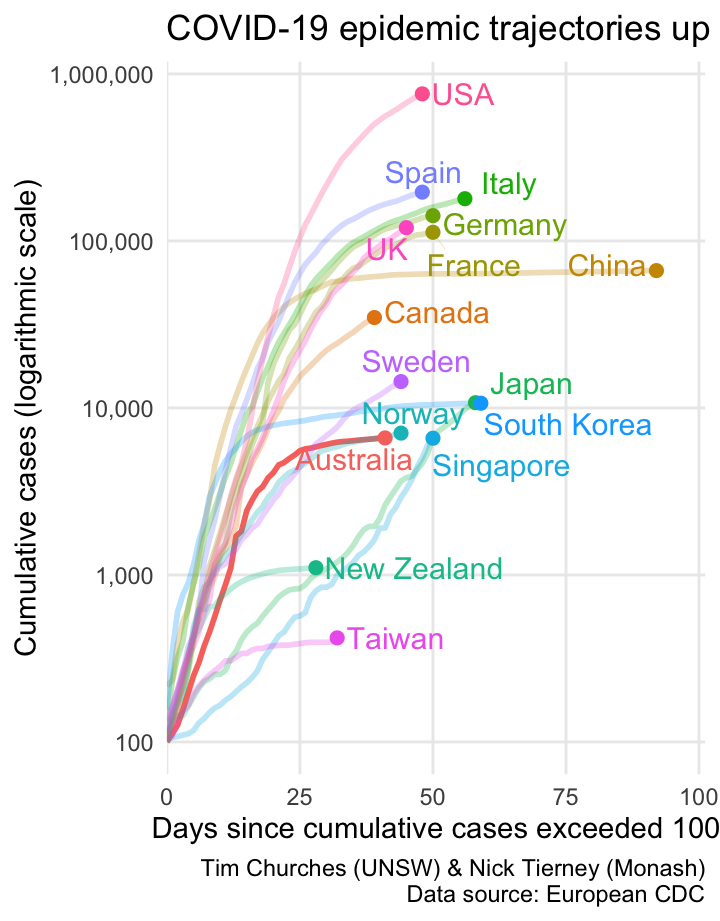 COVID-19 epidemic trajectories up
Cumulative cases (logarithmic scale)
1,000,000
100,000
10,000
1,000
100
USA
Spain
Italy
Germany
UK
France
China
Canada
Sweden
Japan
Norway
South Korea
Australia
Singapore
New Zealand
Taiwan
0 25 50 75 100
Days since cumulative cases exceeded 100
Tim Churches (UNSW) & Nick Tierney (Monash)
Data source: European CDC